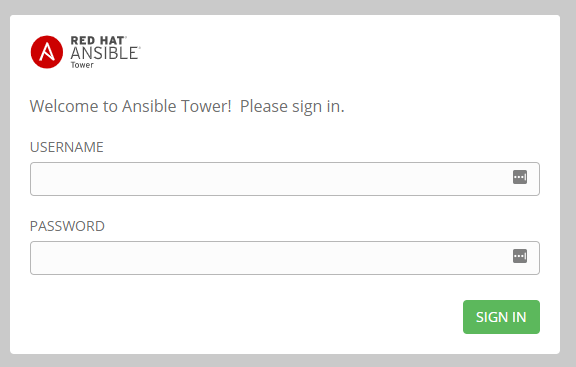 RED HAT®
ANSIBLE®
Tower
Welcome to Ansible Tower!  Please sign in.
USERNAME
PASSWORD
SIGN IN